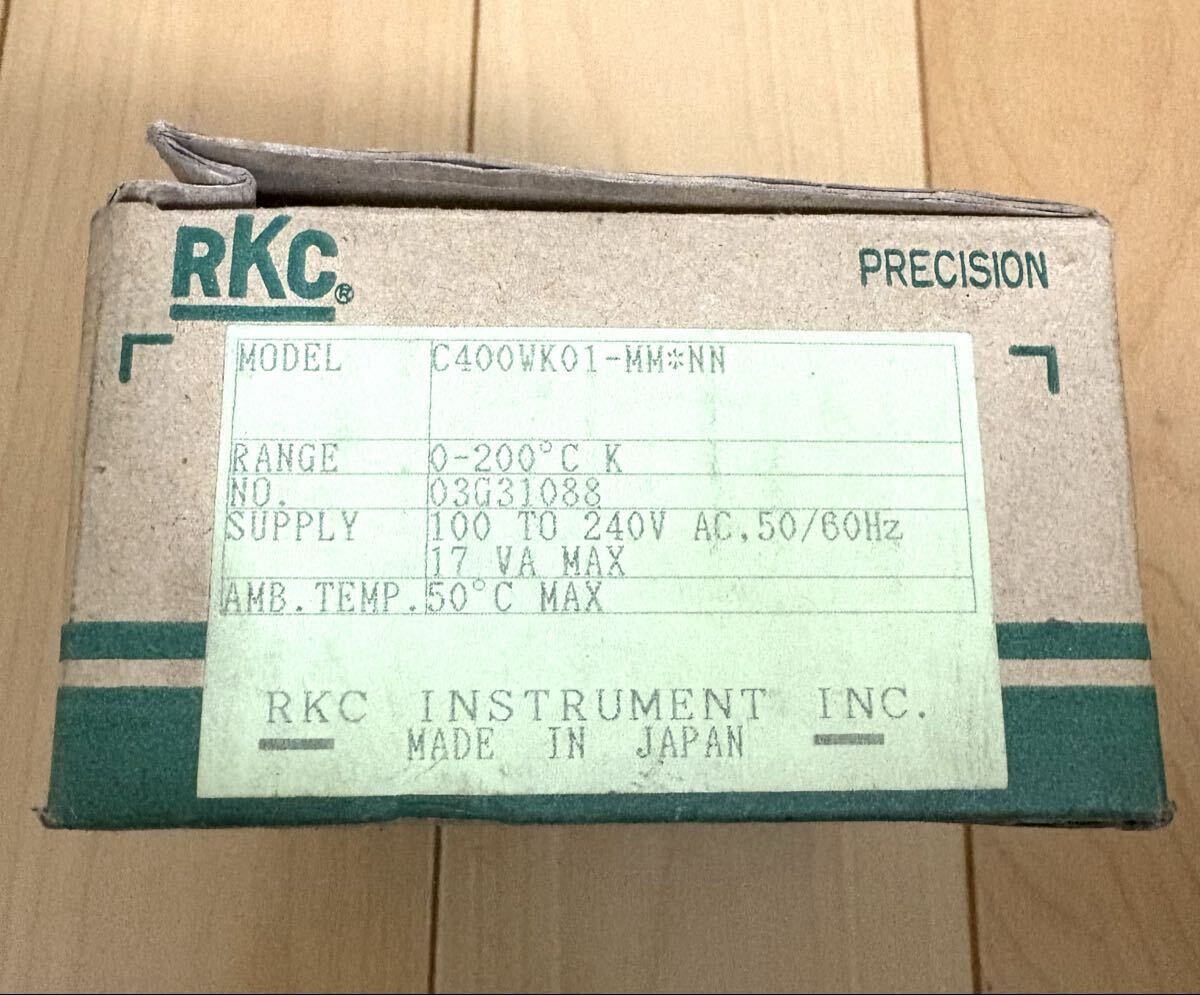 RKC®
PRECISION
MODEL C400WK01-MM*NN
RANGE 0-200°C K
NO. 03G31088
SUPPLY 100 TO 240V AC.50/60Hz
17 VA MAX
AMB.TEMP. 50°C MAX
RKC INSTRUMENT INC.
MADE IN JAPAN